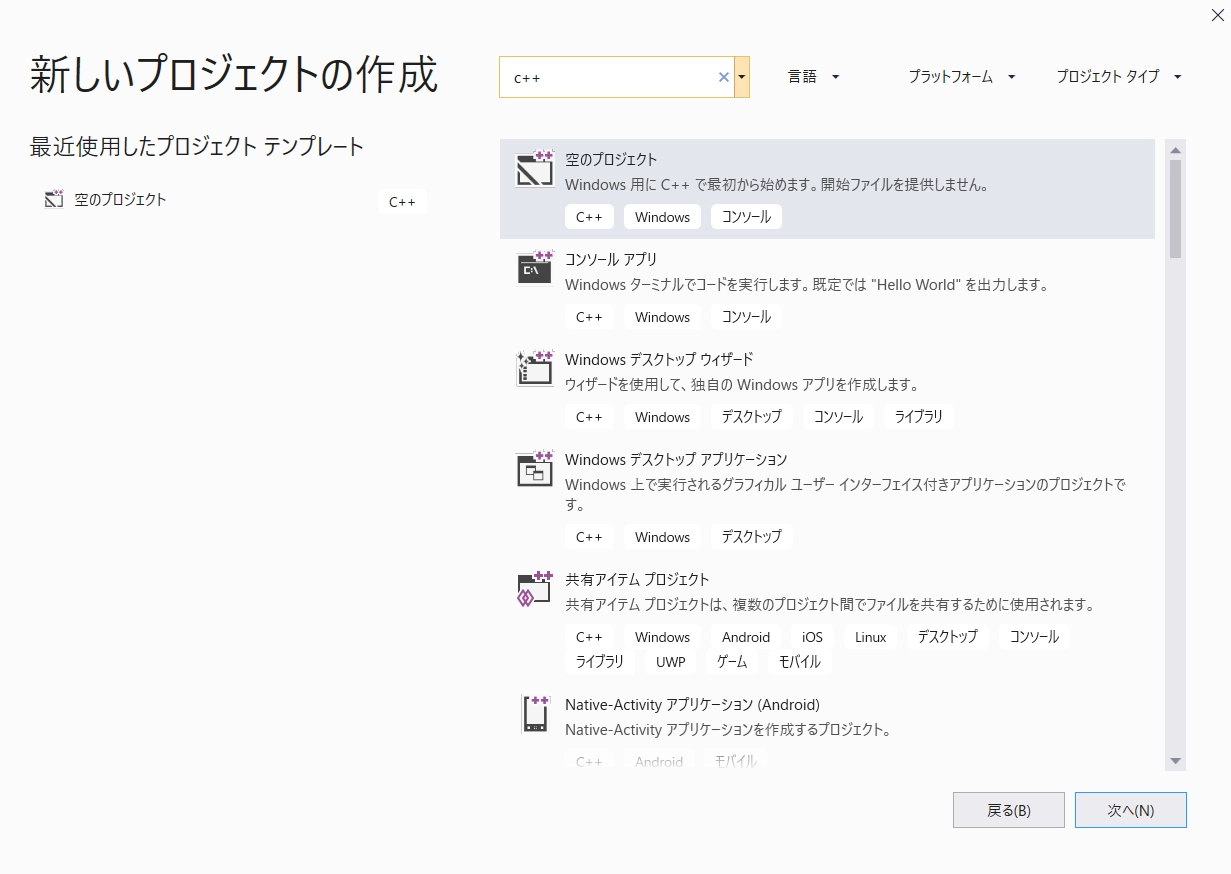 新しいプロジェクトの作成
c++
言語
プラットフォーム
プロジェクト タイプ
最近使用したプロジェクト テンプレート
空のプロジェクト
C++
空のプロジェクト
Windows 用に C++ で最初から始めます。開始ファイルを提供しません。
C++ Windows コンソール
コンソール アプリ
C:\
Windows ターミナルでコードを実行します。既定では "Hello World" を出力します。
C++ Windows コンソール
Windows デスクトップ ウィザード
ウィザードを使用して、独自の Windows アプリを作成します。
C++ Windows デスクトップ コンソール ライブラリ
Windows デスクトップ アプリケーション
Windows 上で実行されるグラフィカル ユーザー インターフェイス付きアプリケーションのプロジェクトで
す。
C++ Windows デスクトップ
共有アイテム プロジェクト
共有アイテム プロジェクトは、複数のプロジェクト間でファイルを共有するために使用されます。
C++ Windows Android iOS Linux デスクトップ コンソール
ライブラリ UWP ゲーム モバイル
Native-Activity アプリケーション (Android)
Native-Activity アプリケーションを作成するプロジェクト。
C++ Android モバイル
戻る(B)
次へ(N)